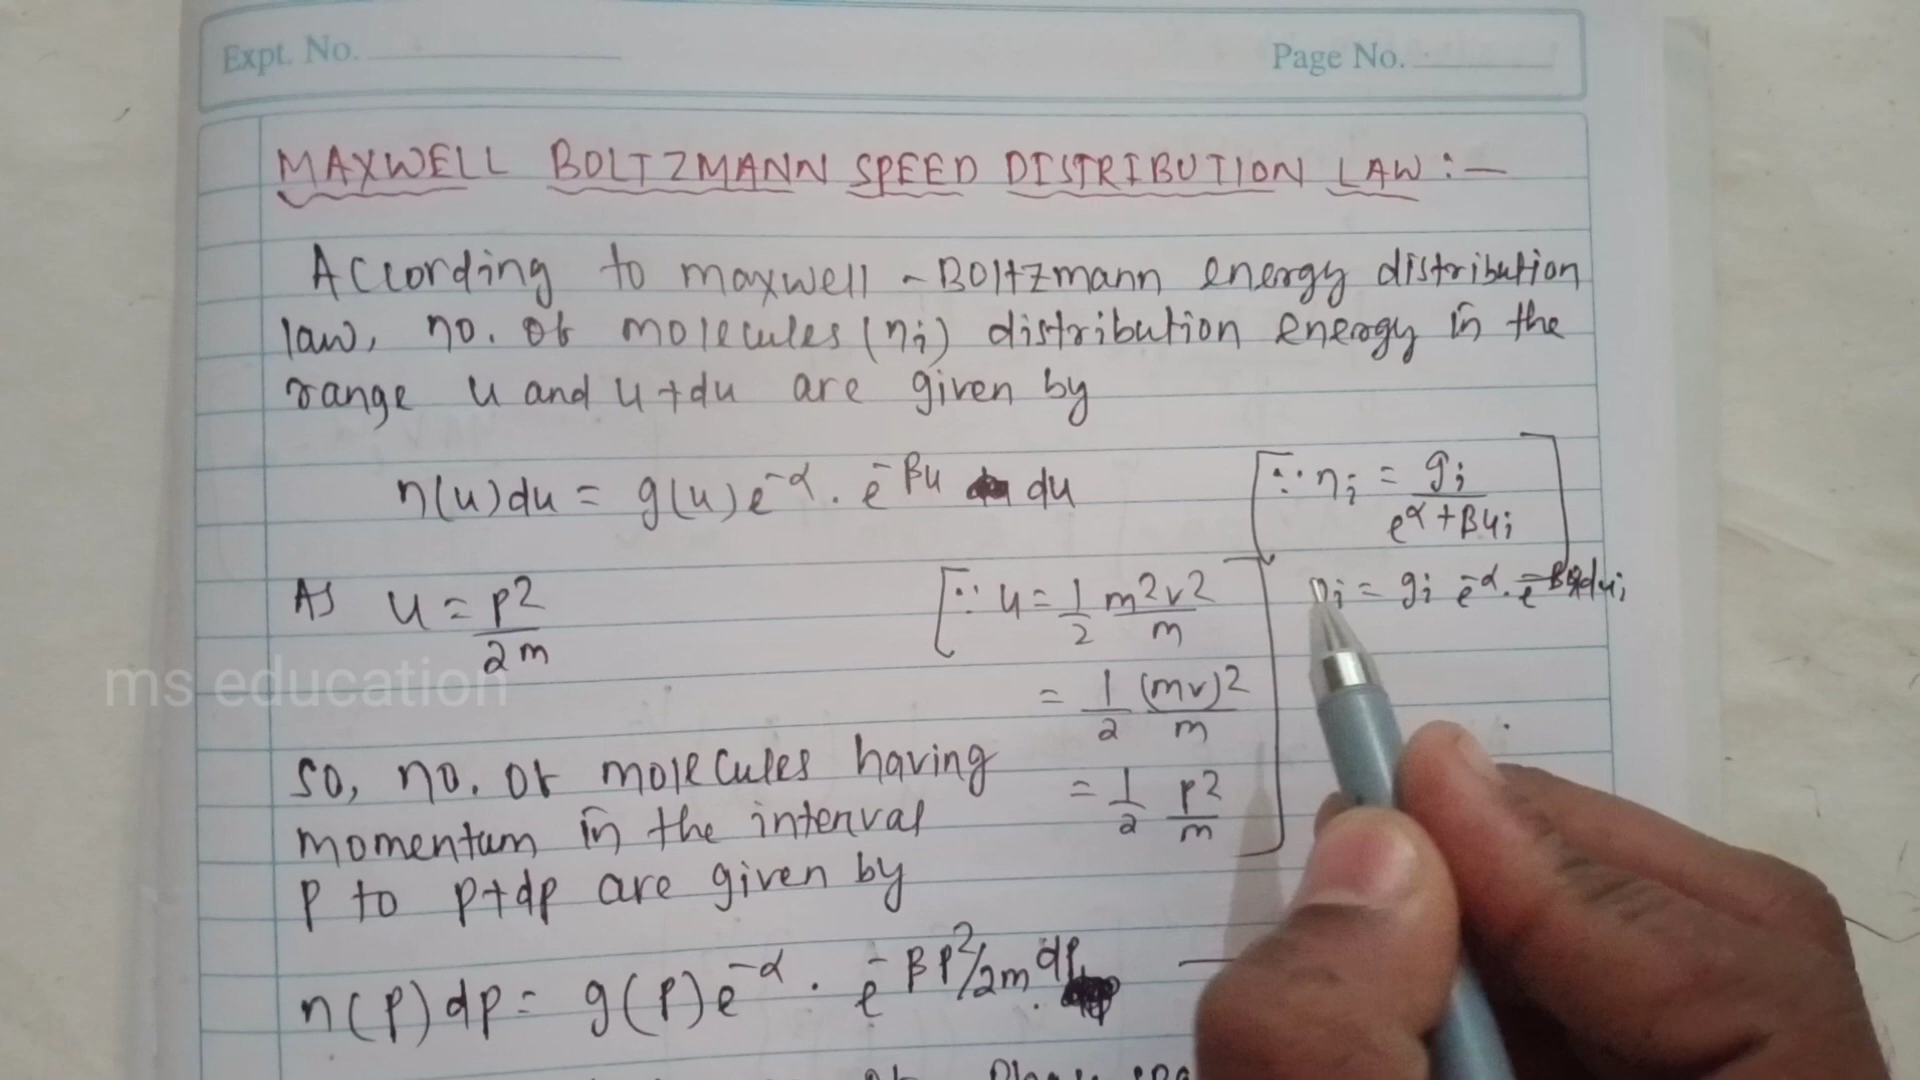 Expt. No.
Page No.
MAXWELL BOLTZMANN SPEED DISTRIBUTION LAW :-
According to maxwell - Boltzmann energy distribution
law, no. of molecules (ni) distribution energy in the
range u and u+du are given by
n(u)du = g(u)e^-α . e^-βu du
[∵ ni = gi / e^α+βui]
As u = p²/2m
[∵ u = 1/2 m²v²/m
ni = gi e^-α . e^-β
= 1/2 (mv)²/m
= 1/2 p²/m]
ms education
so, no. of molecules having
momentum in the interval
p to p+dp are given by
n(p)dp = g(p)e^-α . e^-βp²/2m dp